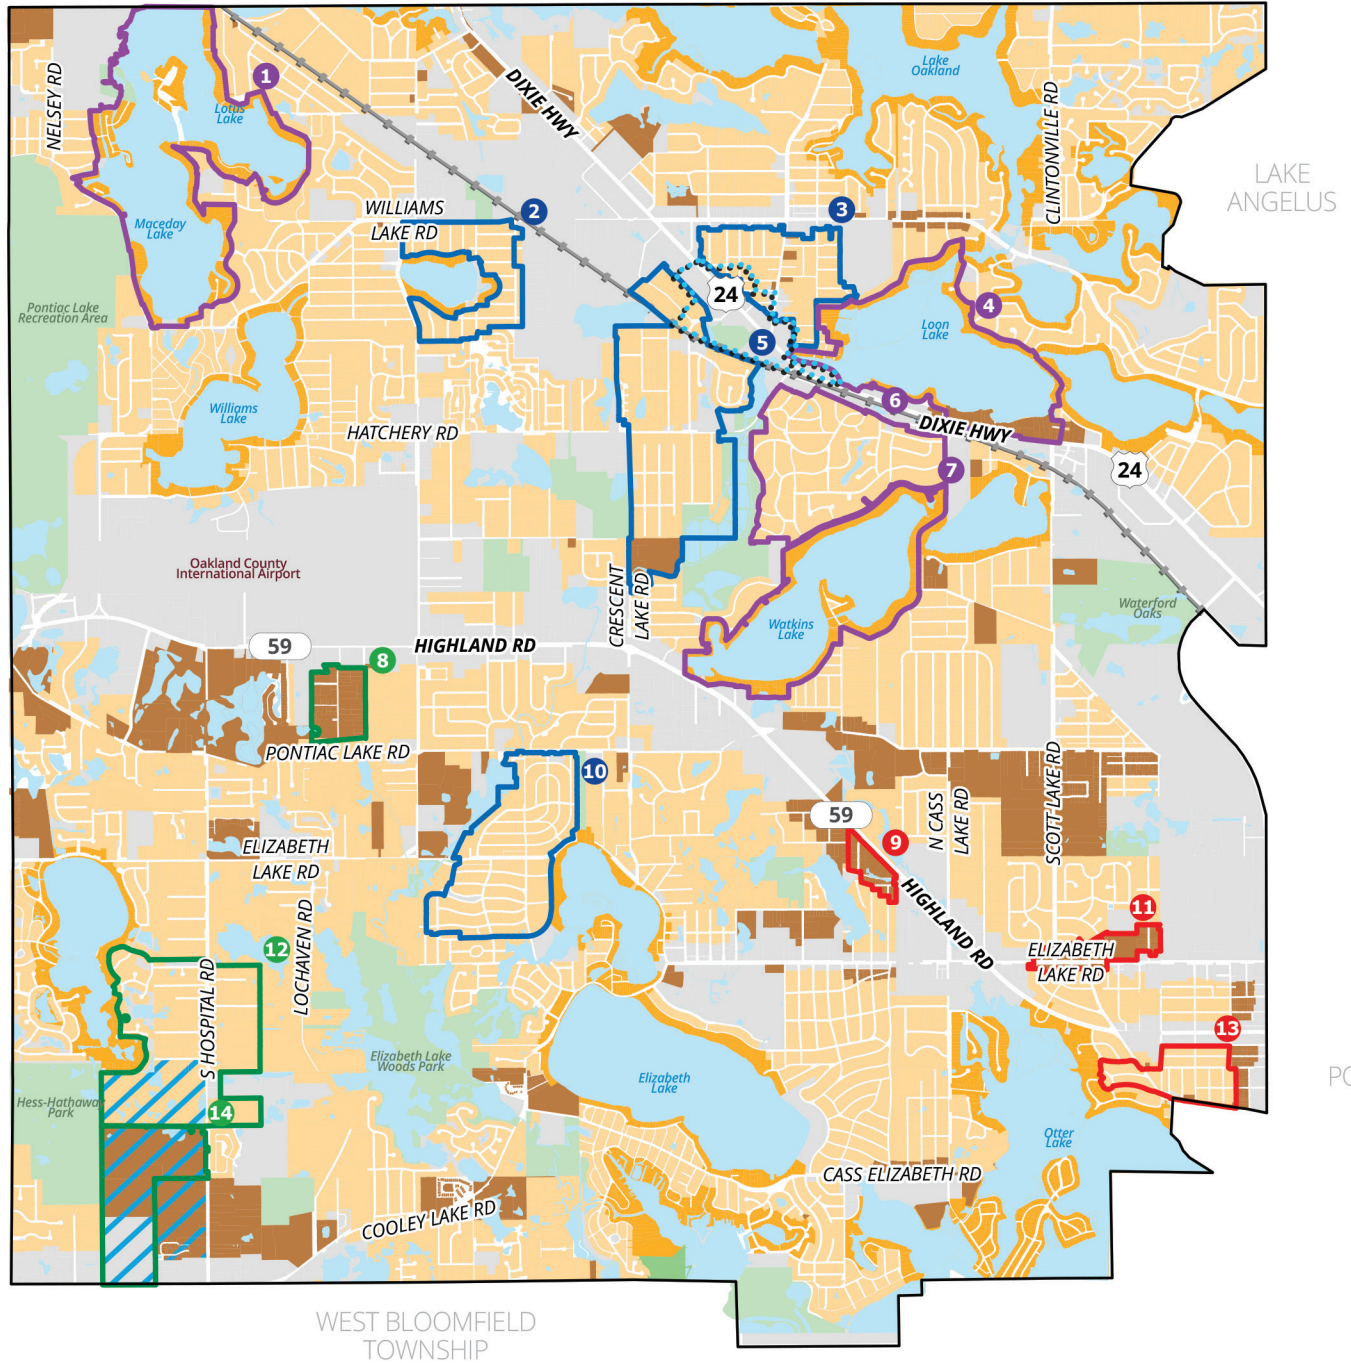 1
Lotus
Lake
Lake
Oakland
NELSEY RD
DIXIE HWY
CLINTONVILLE RD
LAKE
ANGELUS
WILLIAMS
LAKE RD
2
3
Maceday
Lake
Pontiac Lake
Recreation Area
24
4
Loon
Lake
5
6
Williams
Lake
HATCHERY RD
DIXIE HWY
24
7
Oakland County
International Airport
CRESCENT
LAKE RD
Waterford
Oaks
Watkins
Lake
59
HIGHLAND RD
8
PONTIAC LAKE RD
10
N CASS
LAKE RD
SCOTT LAKE RD
59
9
ELIZABETH
LAKE RD
HIGHLAND RD
11
LOCHAVEN RD
12
ELIZABETH
LAKE RD
S HOSPITAL RD
13
Elizabeth Lake
Woods Park
Elizabeth
Lake
PO
Hess-Hathaway
Park
14
Otter
Lake
CASS ELIZABETH RD
COOLEY LAKE RD
WEST BLOOMFIELD
TOWNSHIP